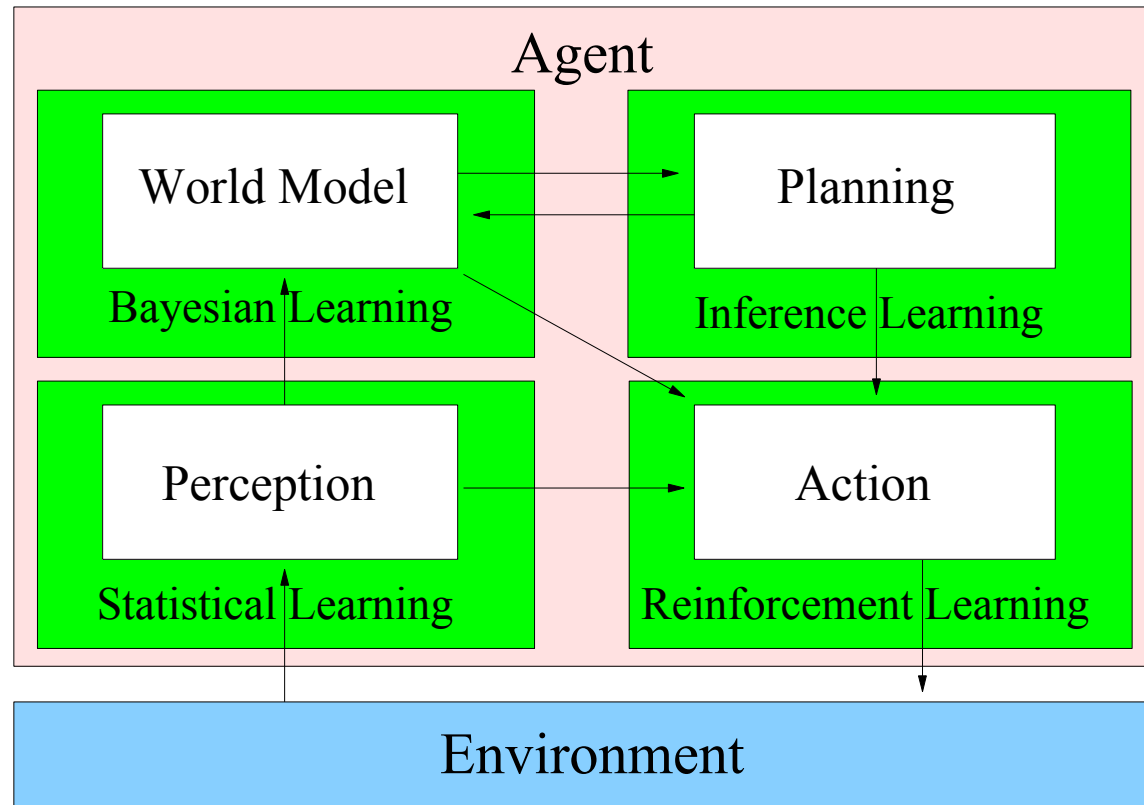 Agent
World Model
Planning
Bayesian Learning
Inference Learning
Perception
Action
Statistical Learning
Reinforcement Learning
Environment